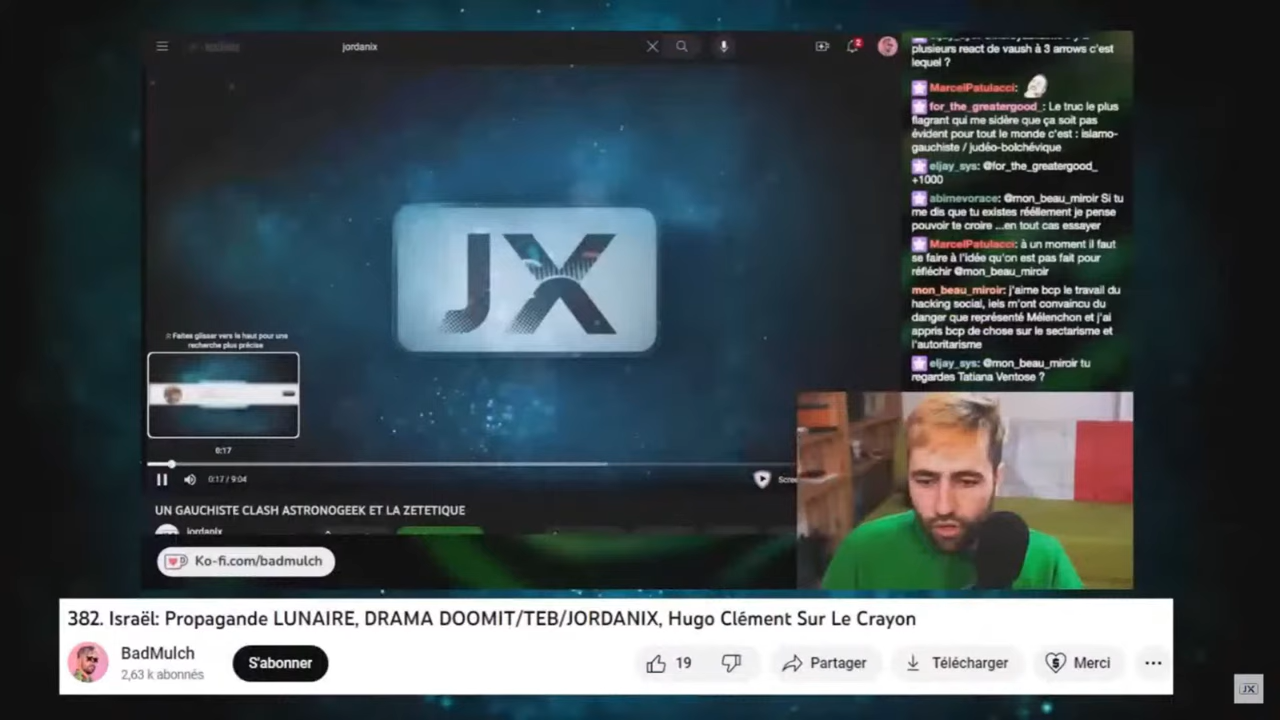 jordanix
2
plusieurs react de vaush à 3 arrows c'est
lequel ?
MarcelPatulacci:
for_the_greatergood_: Le truc le plus
flagrant qui me sidère que ça soit pas
évident pour tout le monde c'est : islamo-
gauchiste / judéo-bolchévique
eljay_sys: @for_the_greatergood_
+1000
abimevorace: @mon_beau_miroir Si tu
me dis que tu existes réellement je pense
pouvoir te croire ...en tout cas essayer
MarcelPatulacci: à un moment il faut
se faire à l'idée qu'on est pas fait pour
réfléchir @mon_beau_miroir
mon_beau_miroir: j'aime bcp le travail du
hacking social, iels m'ont convaincu du
danger que représenté Mélenchon et j'ai
appris bcp de chose sur le sectarisme et
l'autoritarisme
eljay_sys: @mon_beau_miroir tu
regardes Tatiana Ventose ?
JX
Faites glisser vers le haut pour une
recherche plus précise
0:17
0:17 / 9:04
UN GAUCHISTE CLASH ASTRONOGEEK ET LA ZETETIQUE
jordanix
Ko-fi.com/badmulch
382. Israël: Propagande LUNAIRE, DRAMA DOOMIT/TEB/JORDANIX, Hugo Clément Sur Le Crayon
BadMulch
2,63 k abonnés
S'abonner
19
Partager
Télécharger
Merci
JX